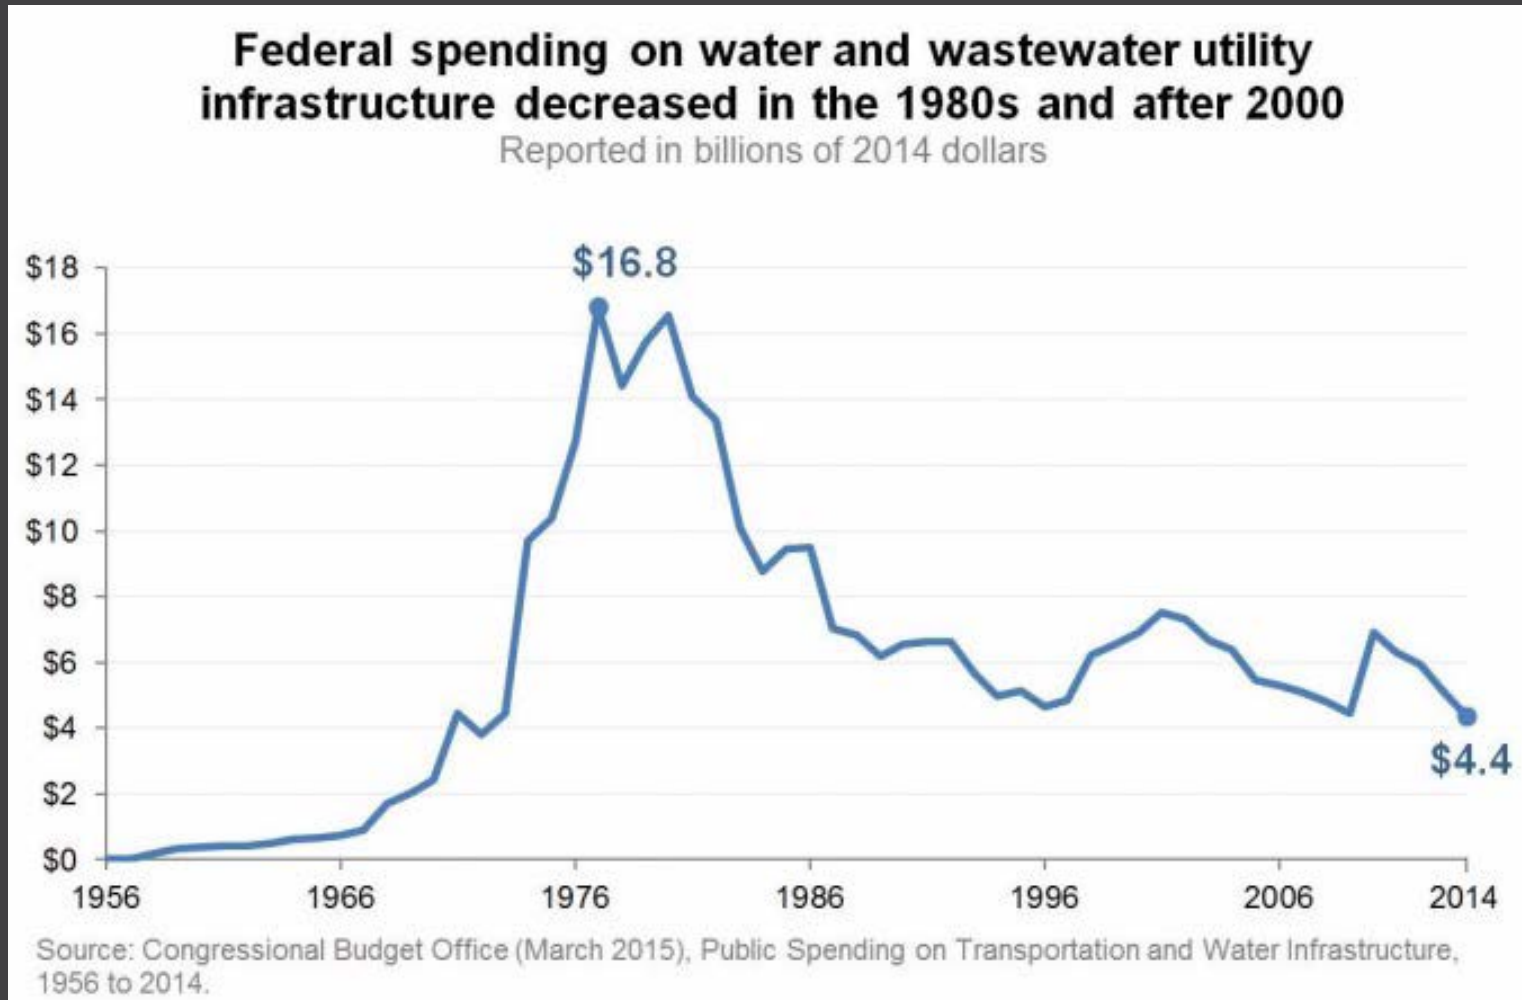 Federal spending on water and wastewater utility
infrastructure decreased in the 1980s and after 2000
Reported in billions of 2014 dollars
$16.8
$18
$16
$14
$12
$10
$8
$6
$4
$2
$0
$4.4
1956 1966 1976 1986 1996 2006 2014
Source: Congressional Budget Office (March 2015), Public Spending on Transportation and Water Infrastructure,
1956 to 2014.